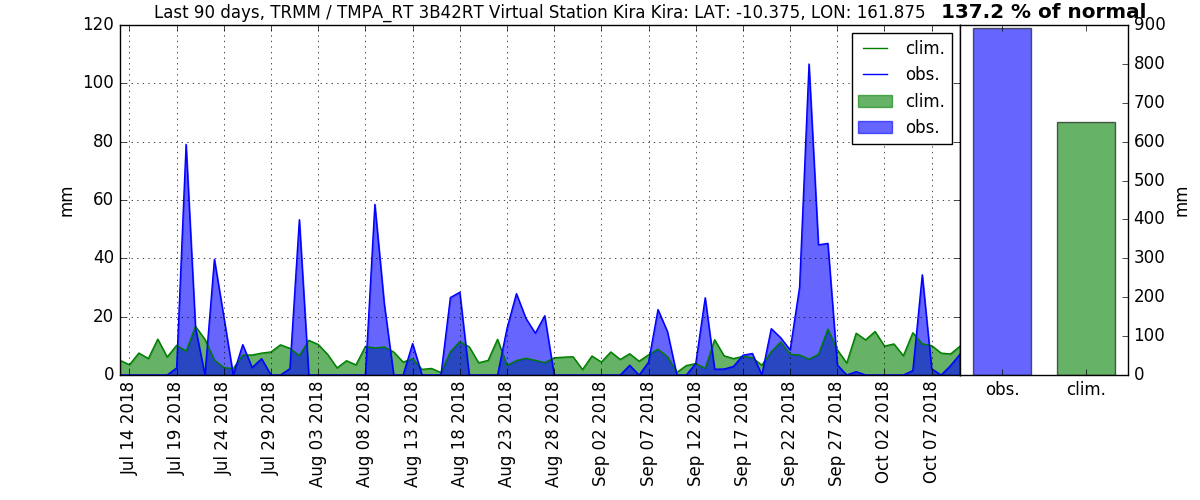 Last 90 days, TRMM / TMPA_RT 3B42RT Virtual Station Kira Kira: LAT: -10.375, LON: 161.875 137.2 % of normal
clim.
obs.
clim.
obs.
mm
120
100
80
60
40
20
0
900
800
700
600
500
400
300
200
100
0
mm
Jul 14 2018
Jul 19 2018
Jul 24 2018
Jul 29 2018
Aug 03 2018
Aug 08 2018
Aug 13 2018
Aug 18 2018
Aug 23 2018
Aug 28 2018
Sep 02 2018
Sep 07 2018
Sep 12 2018
Sep 17 2018
Sep 22 2018
Sep 27 2018
Oct 02 2018
Oct 07 2018
obs.
clim.